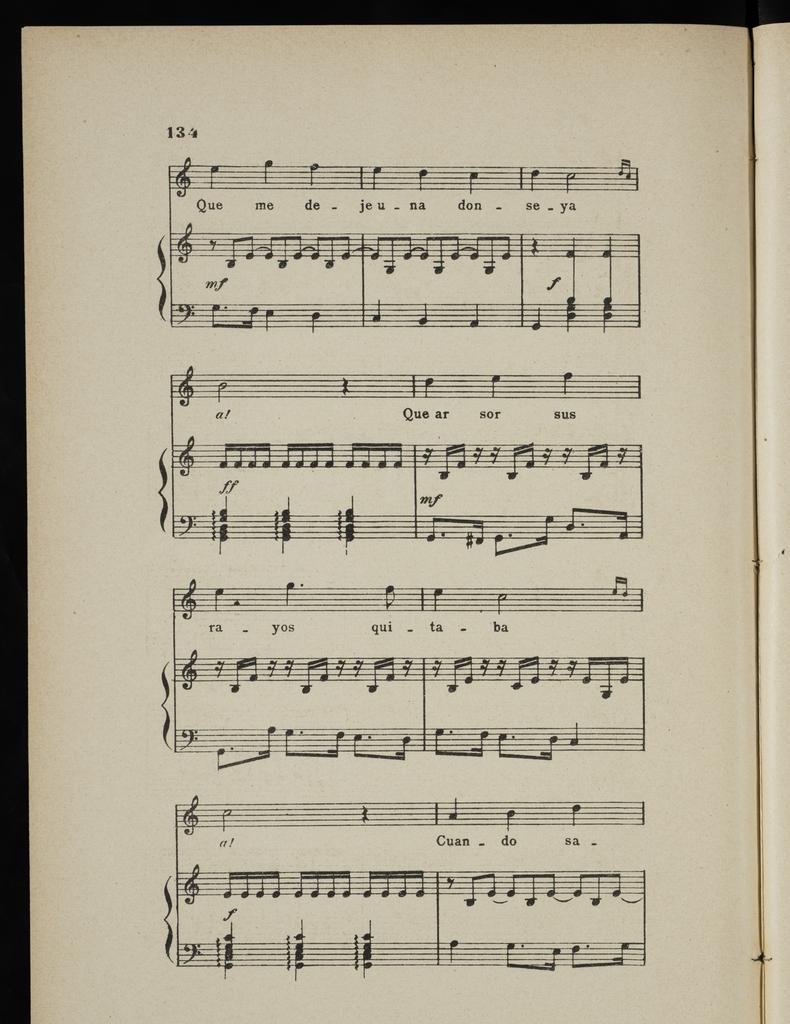 134
Que me de - jeu - na don - se - ya
mf f
a! Que ar sor sus
ff mf
ra - yos qui - ta - ba
a! Cuan - do sa -
f